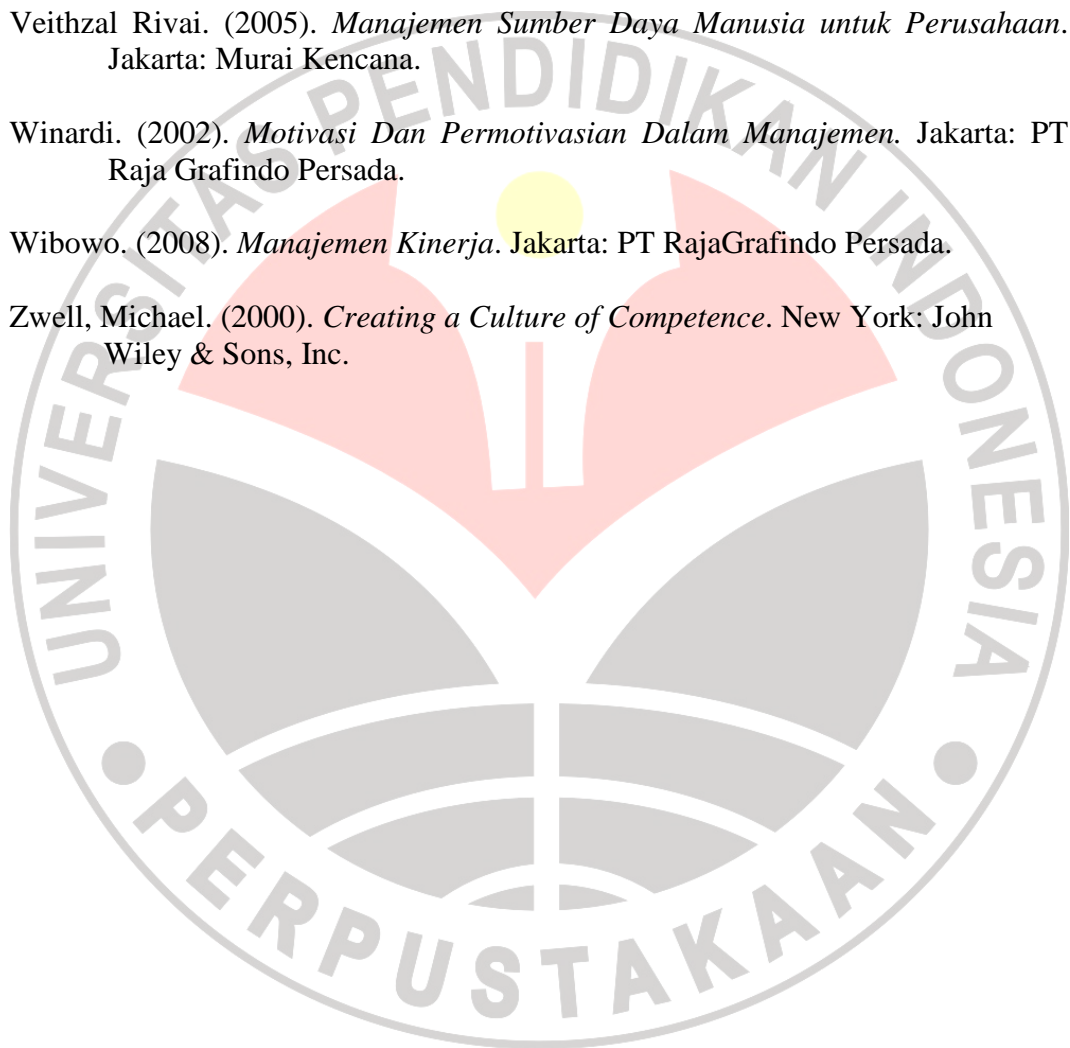 Veithzal Rivai. (2005). Manajemen Sumber Daya Manusia untuk Perusahaan.
Jakarta: Murai Kencana.
Winardi. (2002). Motivasi Dan Permotivasian Dalam Manajemen. Jakarta: PT
Raja Grafindo Persada.
Wibowo. (2008). Manajemen Kinerja. Jakarta: PT RajaGrafindo Persada.
Zwell, Michael. (2000). Creating a Culture of Competence. New York: John
Wiley & Sons, Inc.
UNIVERSITAS PENDIDIKAN INDONESIA
PERPUSTAKAAN